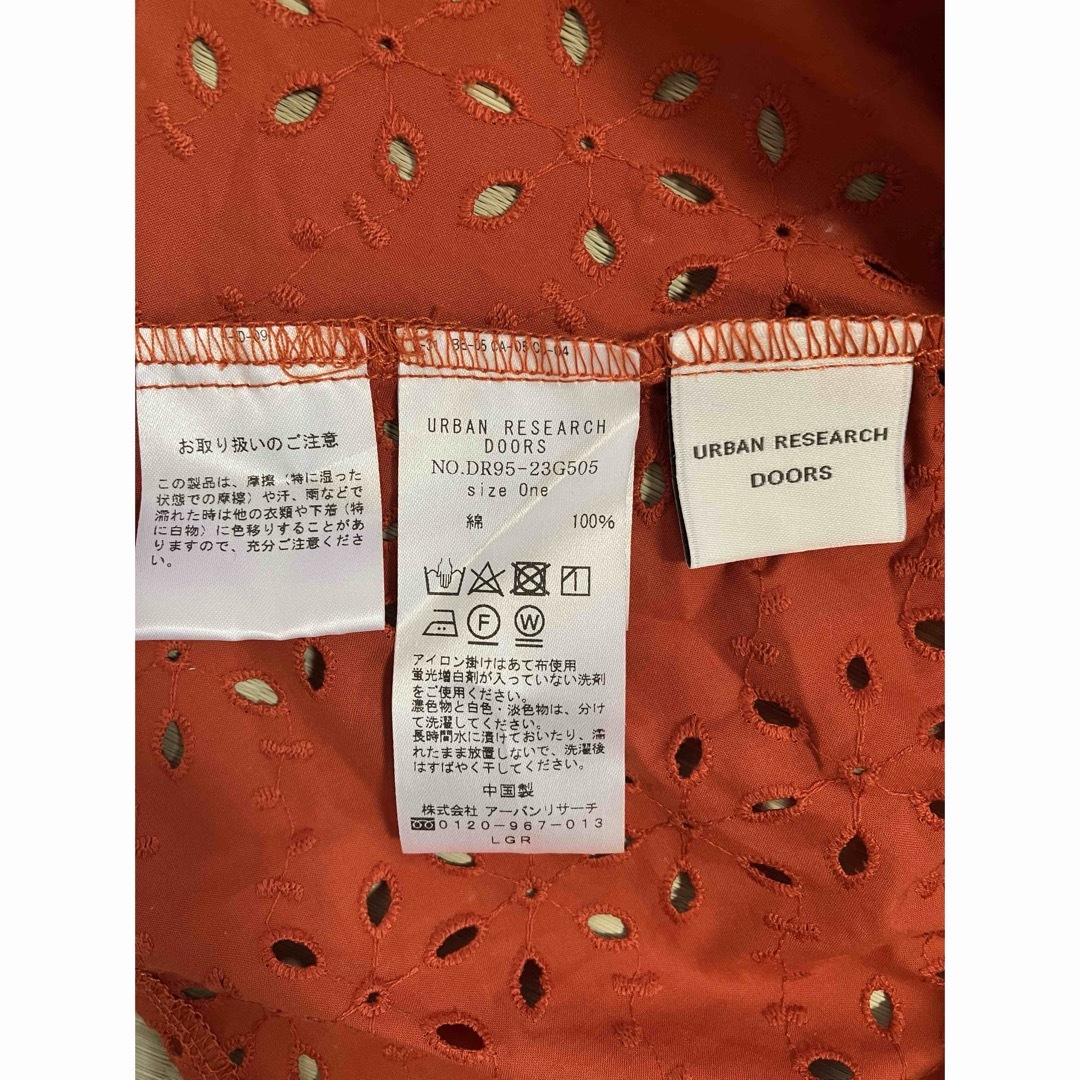 -D-09
お取り扱いのご注意
この製品は、摩擦（特に湿った
状態での摩擦）や汗、雨などで
濡れた時は他の衣類や下着（特
に白物）に色移りすることがあ
りますので、充分ご注意くださ
い。
BE-05 CA-05 C
-04
URBAN RESEARCH
DOORS
NO.DR95-23G505
size One
綿 100%
F W
アイロン掛けはあて布使用
蛍光増白剤が入っていない洗剤
をご使用ください。
濃色物と白色・淡色物は、分け
て洗濯してください。
長時間水に漬けておいたり、濡
れたまま放置しないで、洗濯後
はすばやく干してください。
中国製
株式会社 アーバンリサーチ
0120-967-013
LGR
URBAN RESEARCH
DOORS